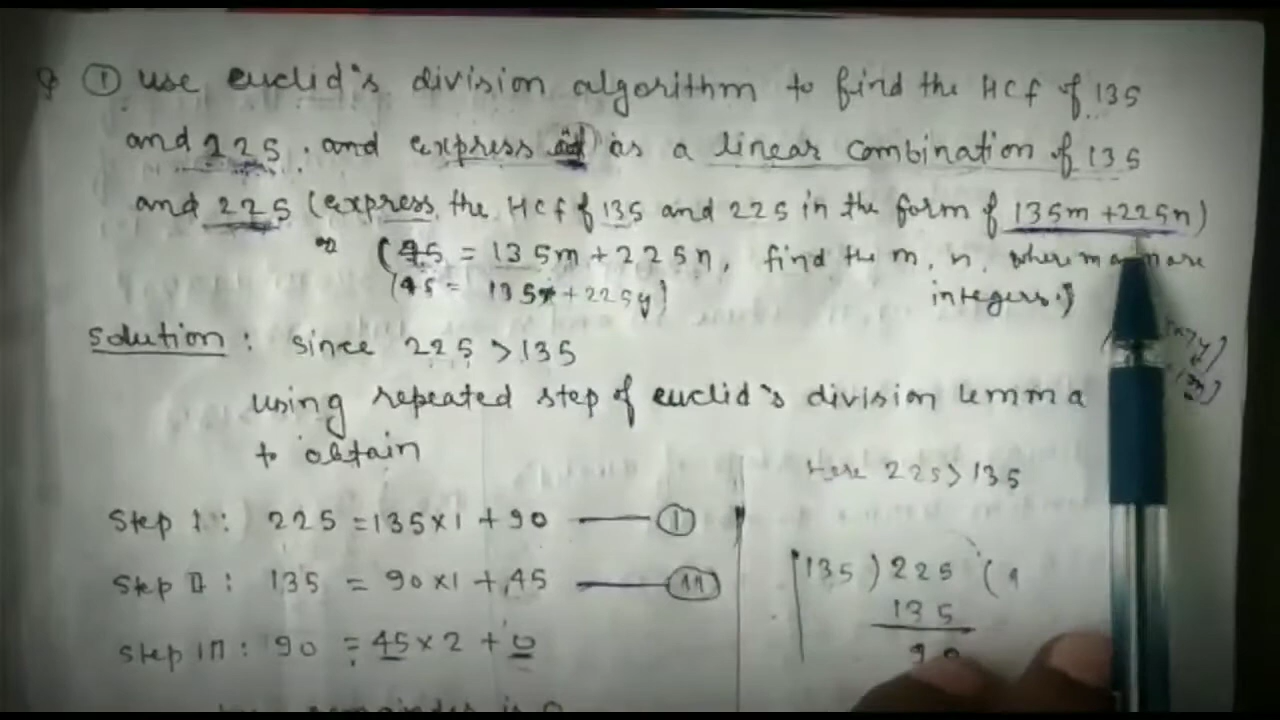 Q ① use euclid's division algorithm to find the HCF of 135
and 225. and express as a linear combination of 135
and 225 (express the HCF of 135 and 225 in the form of 135m + 225n)
or (45 = 135m + 225n, find the m, n, where m are
(45 = 135x + 225y) integers.)
Solution : since 225 > 135
using repeated step of euclid's division lemma
to obtain
Here 225 > 135
Step I : 225 = 135 × 1 + 90 — ①
Step II : 135 = 90 × 1 + 45 — ⑪
135 ) 225 ( 1
135
90
Step III : 90 = 45 × 2 + 0
remainder is 0